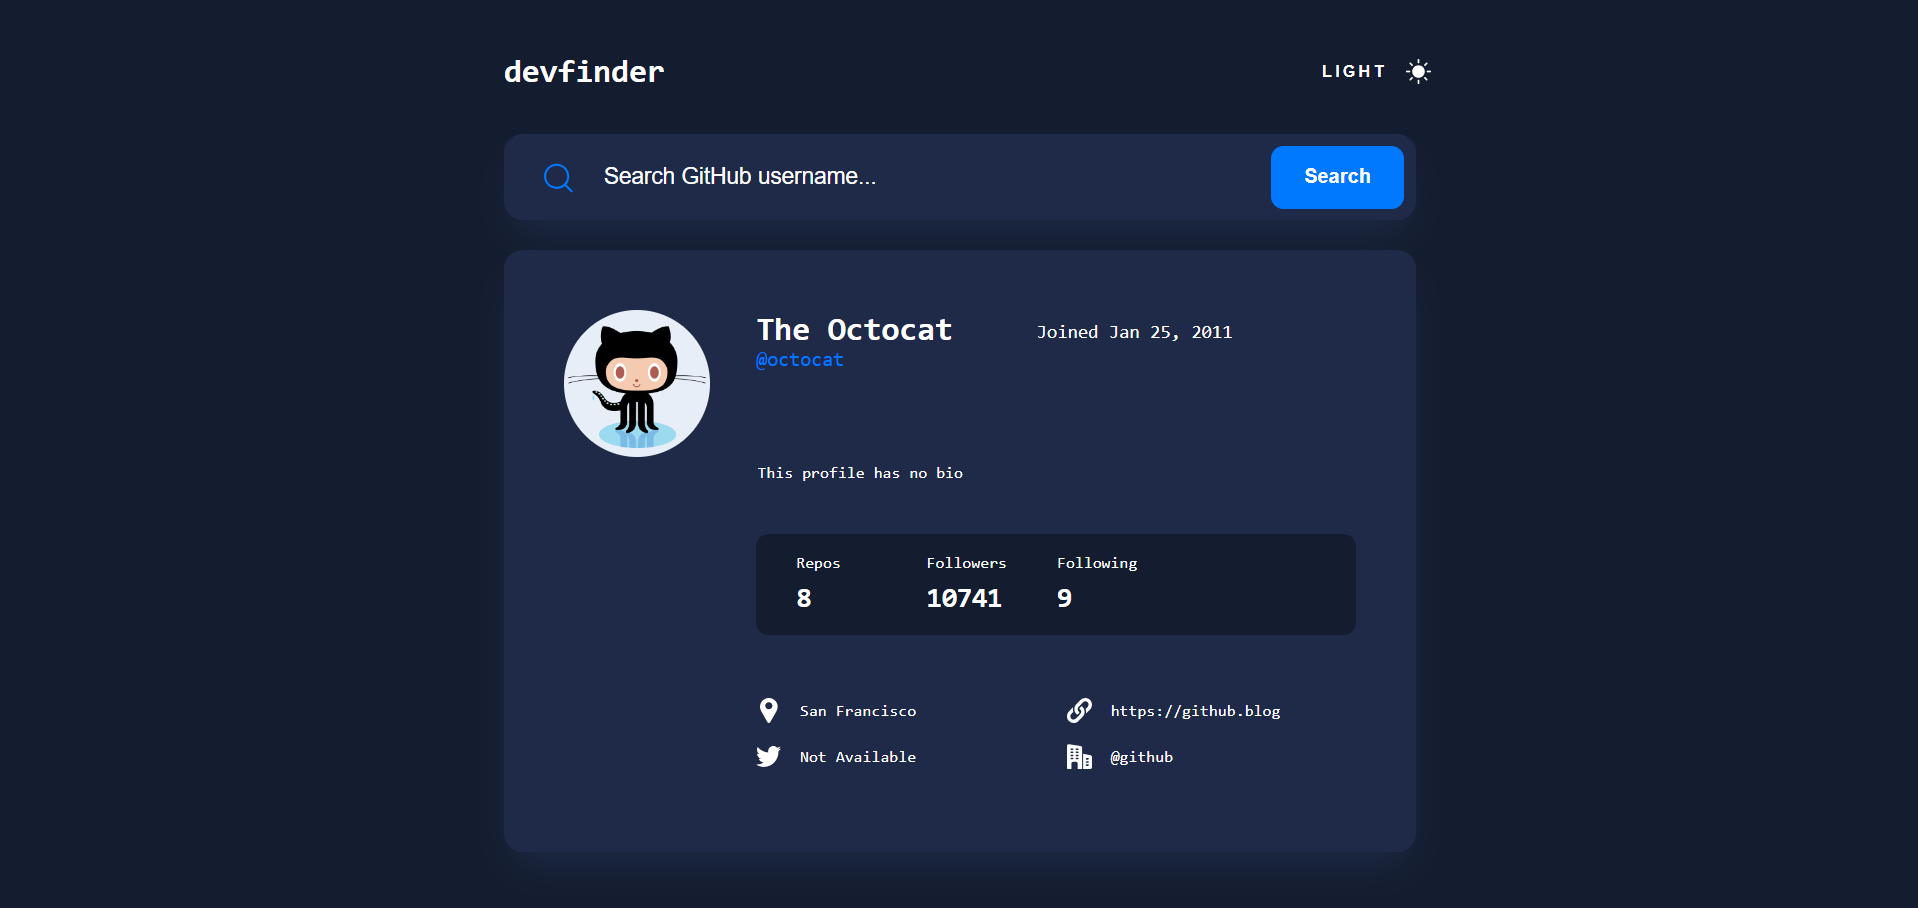 devfinder
LIGHT
Search GitHub username...
Search
The Octocat
Joined Jan 25, 2011
@octocat
This profile has no bio
Repos Followers Following
8 10741 9
San Francisco
https://github.blog
Not Available
@github